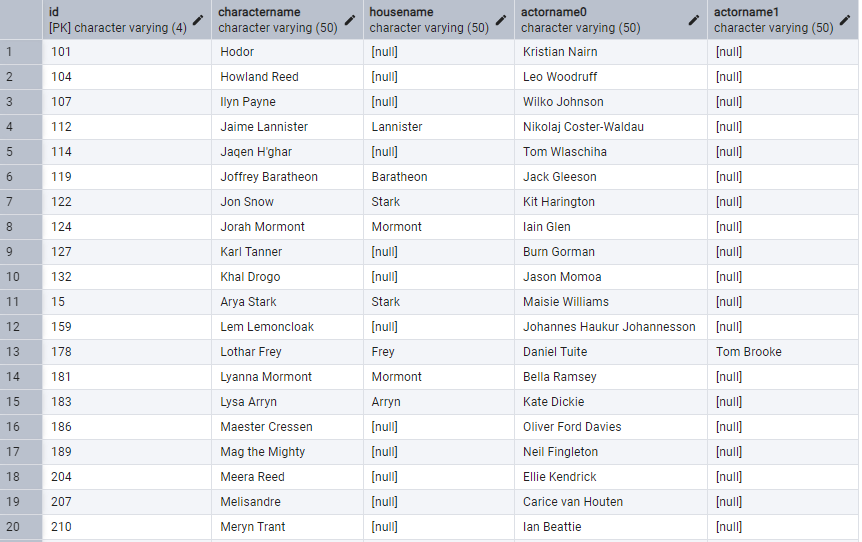 id charactername housename actorname0 actorname1
[PK] character varying (4) character varying (50) character varying (50) character varying (50) character varying (50)
1 101 Hodor [null] Kristian Nairn [null]
2 104 Howland Reed [null] Leo Woodruff [null]
3 107 Ilyn Payne [null] Wilko Johnson [null]
4 112 Jaime Lannister Lannister Nikolaj Coster-Waldau [null]
5 114 Jaqen H'ghar [null] Tom Wlaschiha [null]
6 119 Joffrey Baratheon Baratheon Jack Gleeson [null]
7 122 Jon Snow Stark Kit Harington [null]
8 124 Jorah Mormont Mormont Iain Glen [null]
9 127 Karl Tanner [null] Burn Gorman [null]
10 132 Khal Drogo [null] Jason Momoa [null]
11 15 Arya Stark Stark Maisie Williams [null]
12 159 Lem Lemoncloak [null] Johannes Haukur Johannesson [null]
13 178 Lothar Frey Frey Daniel Tuite Tom Brooke
14 181 Lyanna Mormont Mormont Bella Ramsey [null]
15 183 Lysa Arryn Arryn Kate Dickie [null]
16 186 Maester Cressen [null] Oliver Ford Davies [null]
17 189 Mag the Mighty [null] Neil Fingleton [null]
18 204 Meera Reed [null] Ellie Kendrick [null]
19 207 Melisandre [null] Carice van Houten [null]
20 210 Meryn Trant [null] Ian Beattie [null]